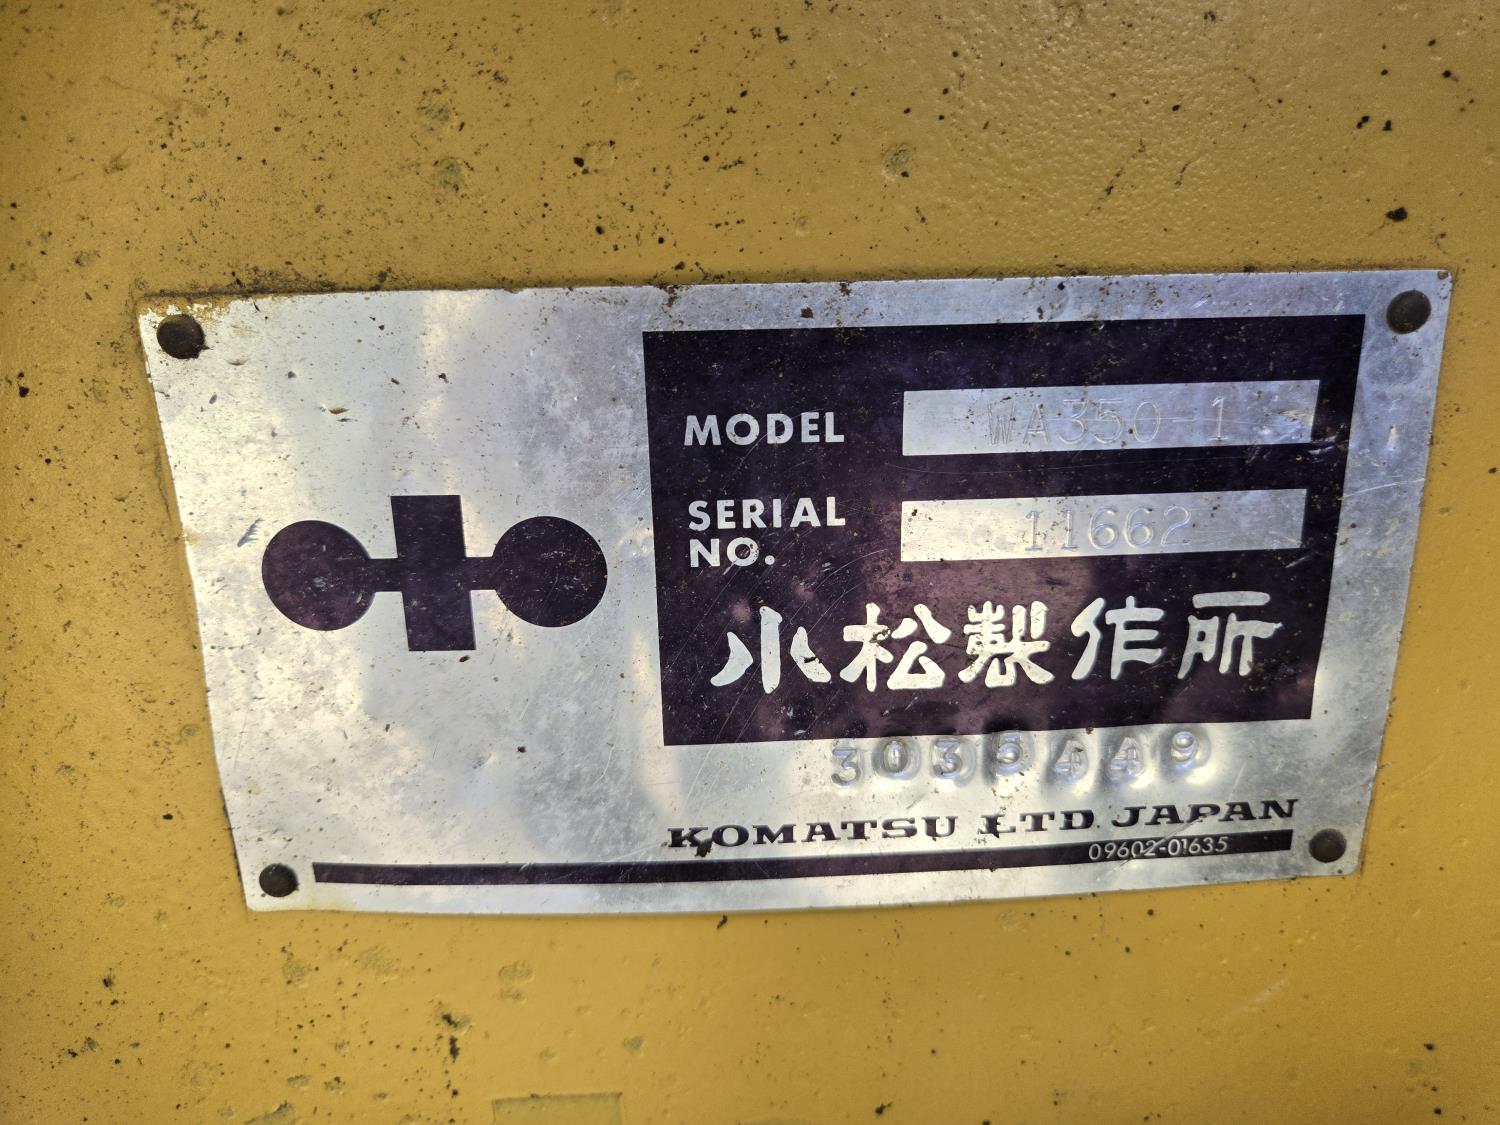 MODEL WA350-1
SERIAL NO. 11662
小松製作所
3035449
KOMATSU LTD JAPAN
09602-01635